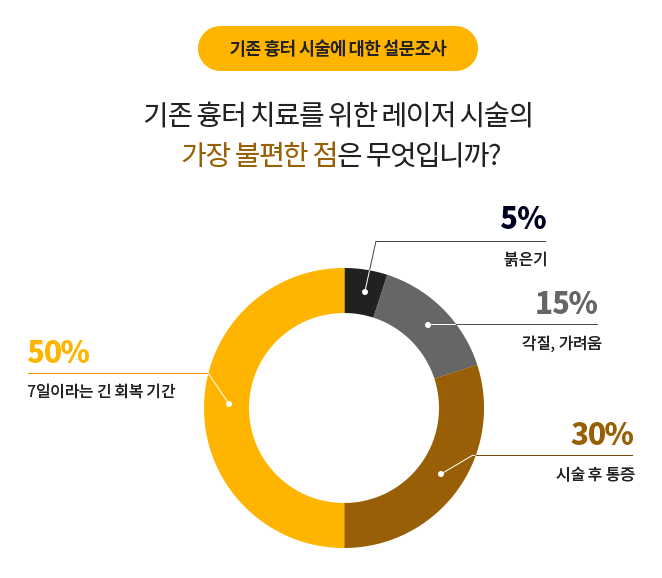 기존 흉터 시술에 대한 설문조사
기존 흉터 치료를 위한 레이저 시술의
가장 불편한 점은 무엇입니까?
5%
붉은기
15%
각질, 가려움
50%
7일이라는 긴 회복 기간
30%
시술 후 통증